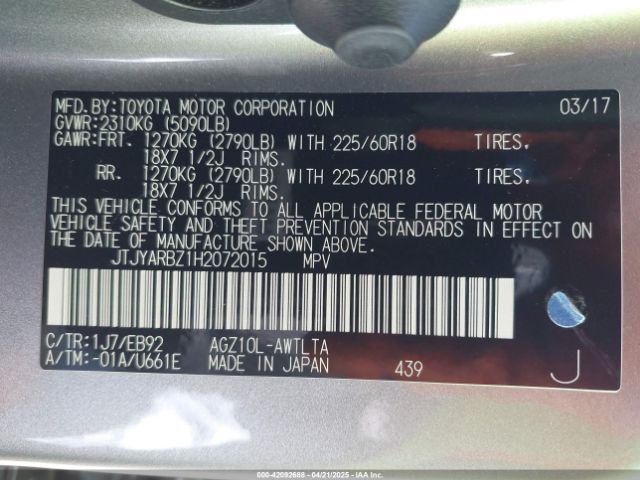 MFD. BY: TOYOTA MOTOR CORPORATION 03/17
GVWR: 2310KG (5090LB)
GAWR: FRT. 1270KG (2790LB) WITH 225/60R18 TIRES,
18X7 1/2J RIMS.
RR. 1270KG (2790LB) WITH 225/60R18 TIRES,
18X7 1/2J RIMS.
THIS VEHICLE CONFORMS TO ALL APPLICABLE FEDERAL MOTOR
VEHICLE SAFETY AND THEFT PREVENTION STANDARDS IN EFFECT ON
THE DATE OF MANUFACTURE SHOWN ABOVE.
JTJYARBZ1H2072015 MPV
C/TR: 1J7/EB92 AGZ10L-AWTLTA
A/TM: -01A/U661E MADE IN JAPAN 439 J
000-42092688 - 04/21/2025 - IAAI.COM